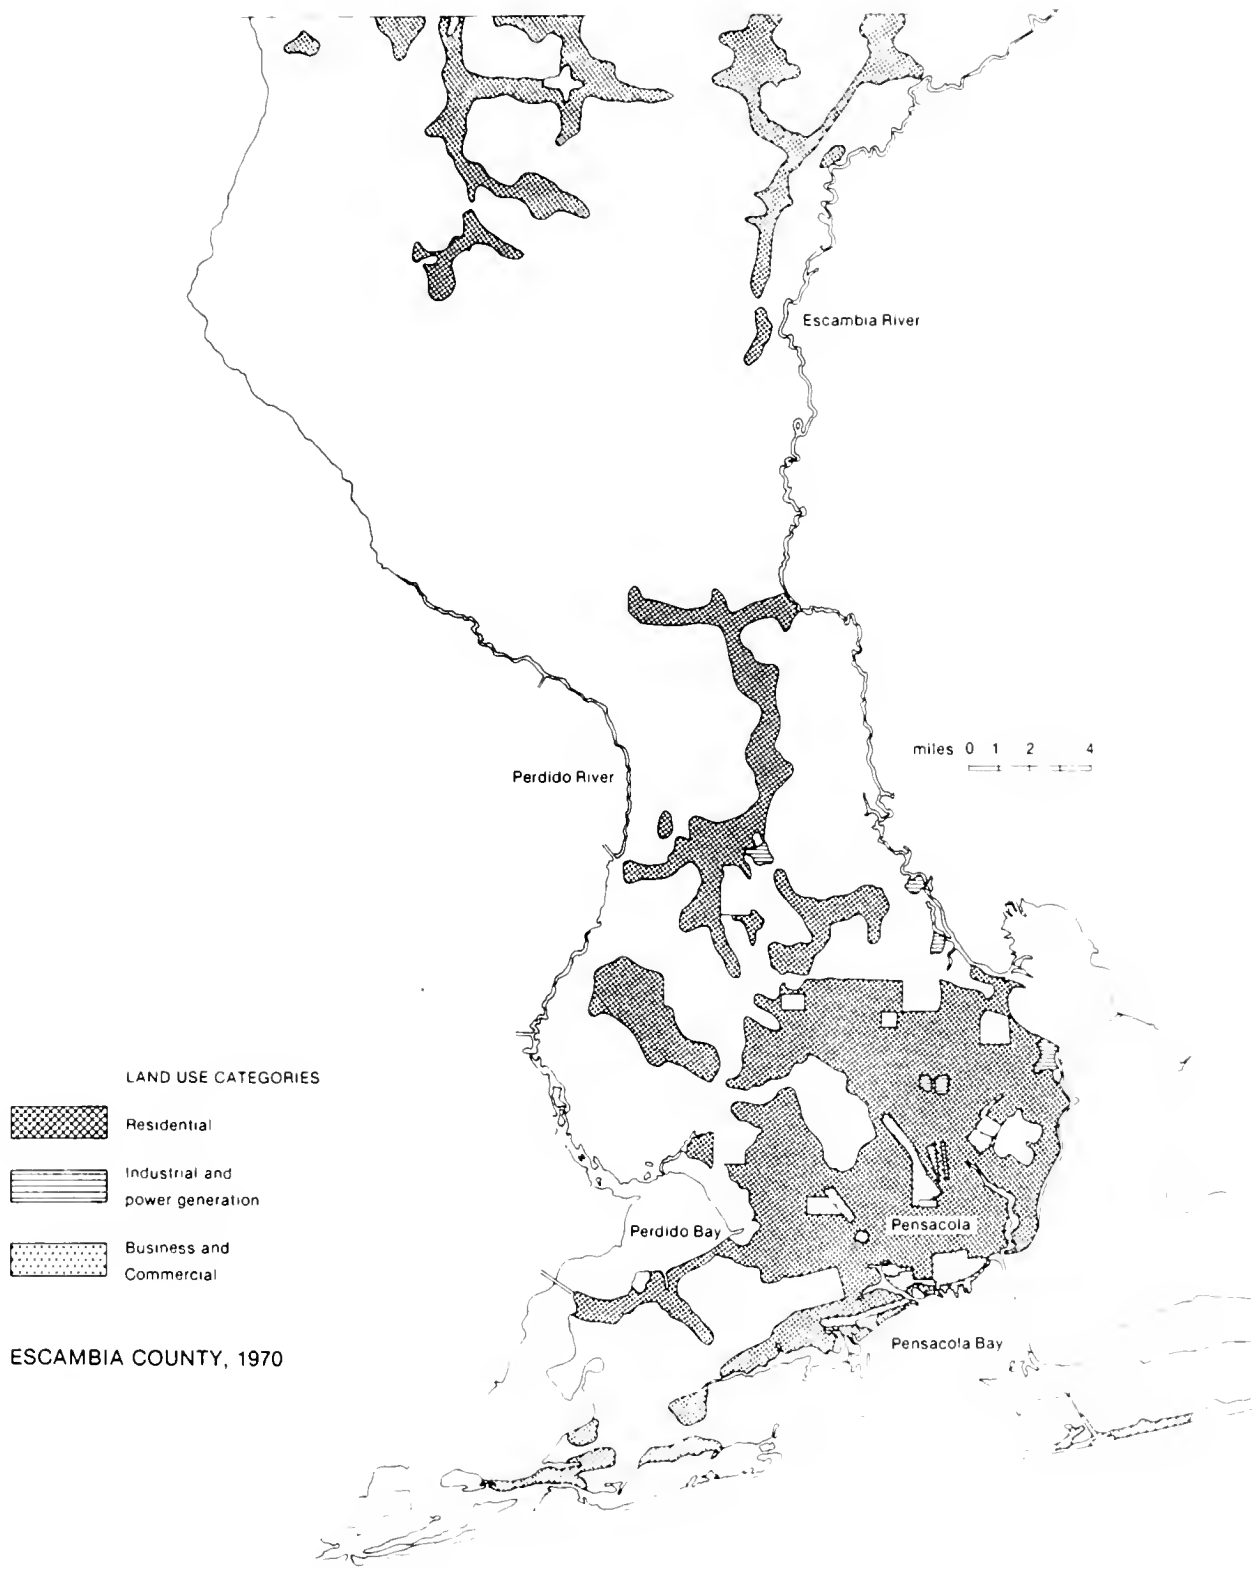 Escambia River
miles 0 1 2 4
Perdido River
LAND USE CATEGORIES
Residential
Industrial and
power generation
Business and
Commercial
Pensacola
Perdido Bay
Pensacola Bay
ESCAMBIA COUNTY, 1970